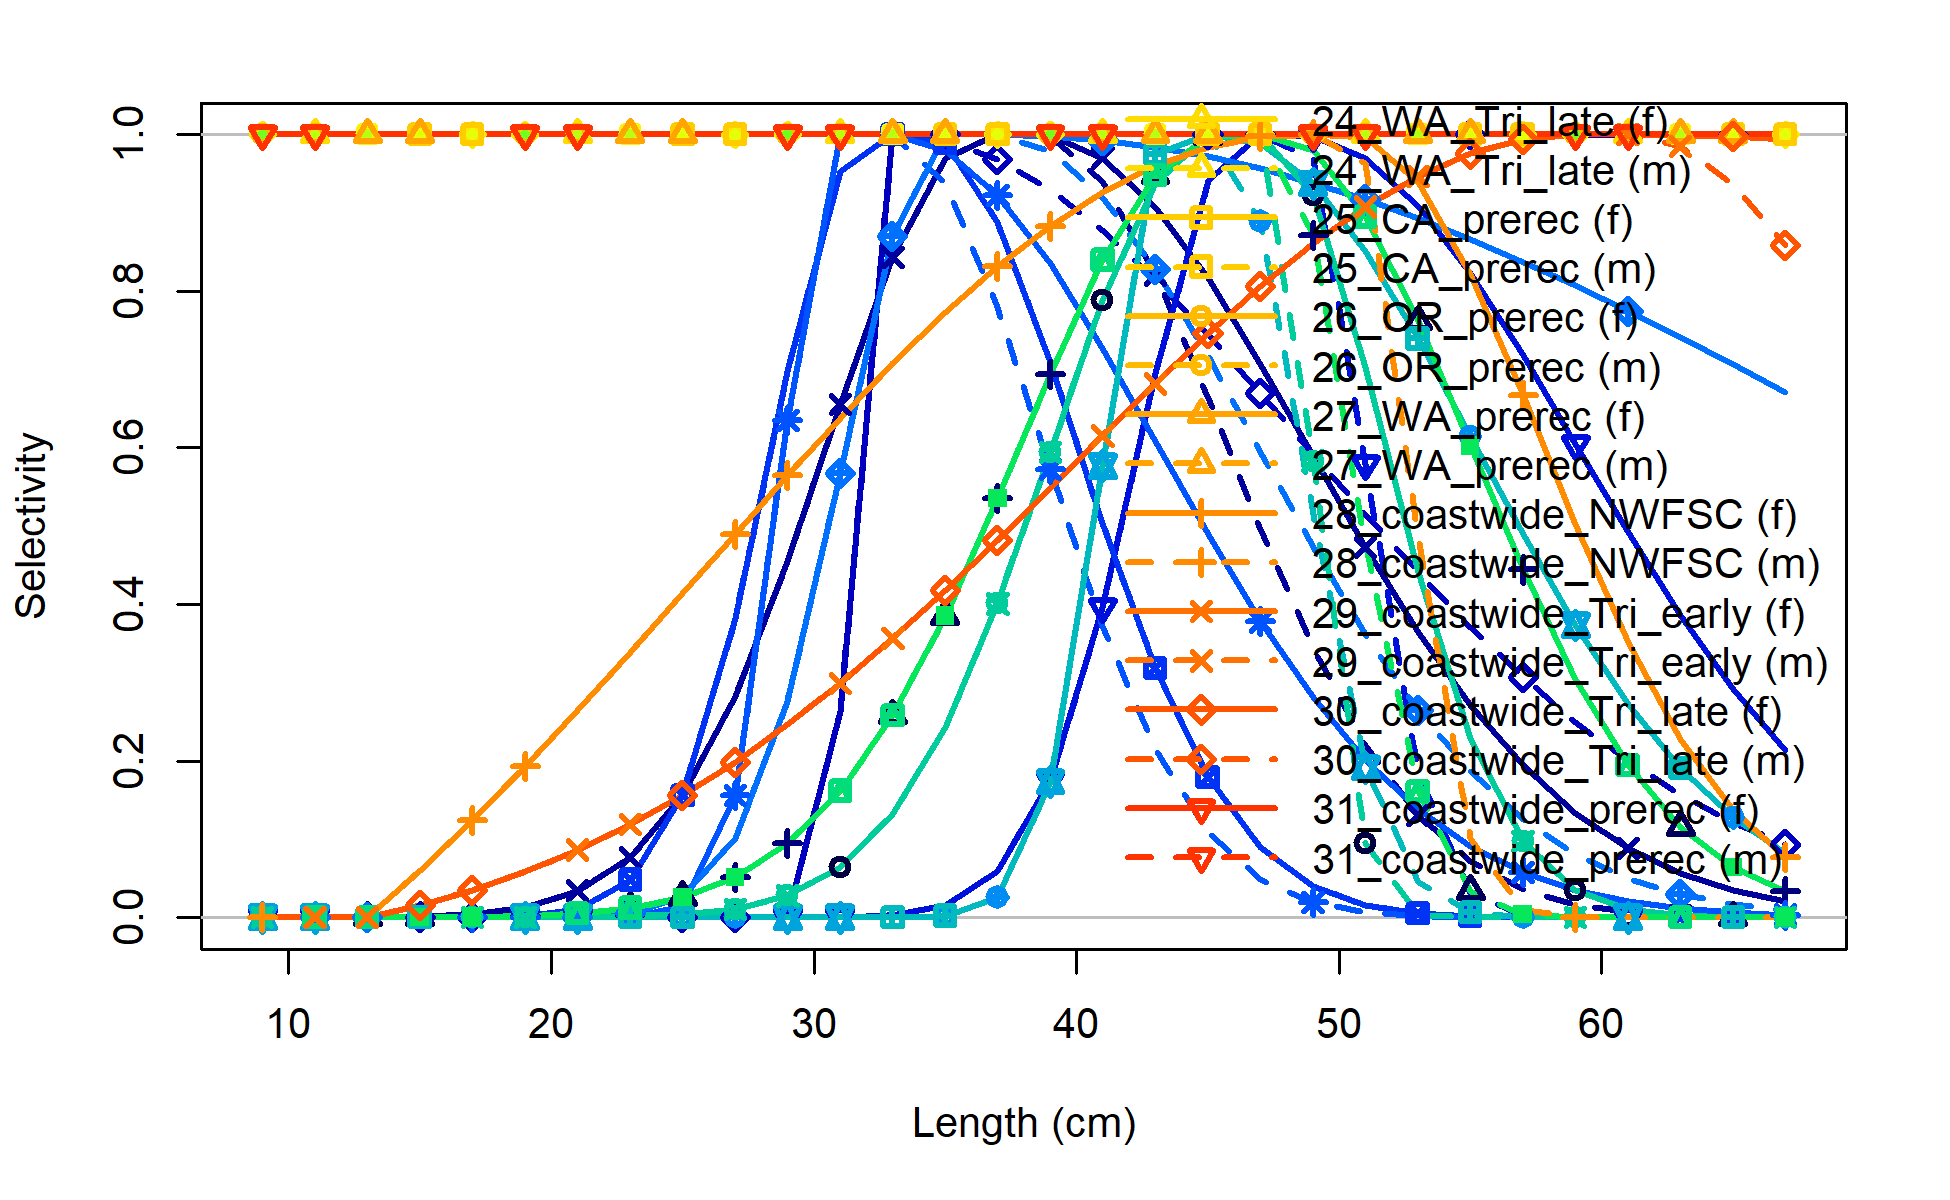 24_WA_Tri_late (f)
24_WA_Tri_late (m)
25_CA_prerec (f)
25_CA_prerec (m)
26_OR_prerec (f)
26_OR_prerec (m)
27_WA_prerec (f)
27_WA_prerec (m)
28_coastwide_NWFSC (f)
28_coastwide_NWFSC (m)
29_coastwide_Tri_early (f)
29_coastwide_Tri_early (m)
30_coastwide_Tri_late (f)
30_coastwide_Tri_late (m)
31_coastwide_prerec (f)
31_coastwide_prerec (m)
Selectivity
1.0
0.8
0.6
0.4
0.2
0.0
10 20 30 40 50 60
Length (cm)